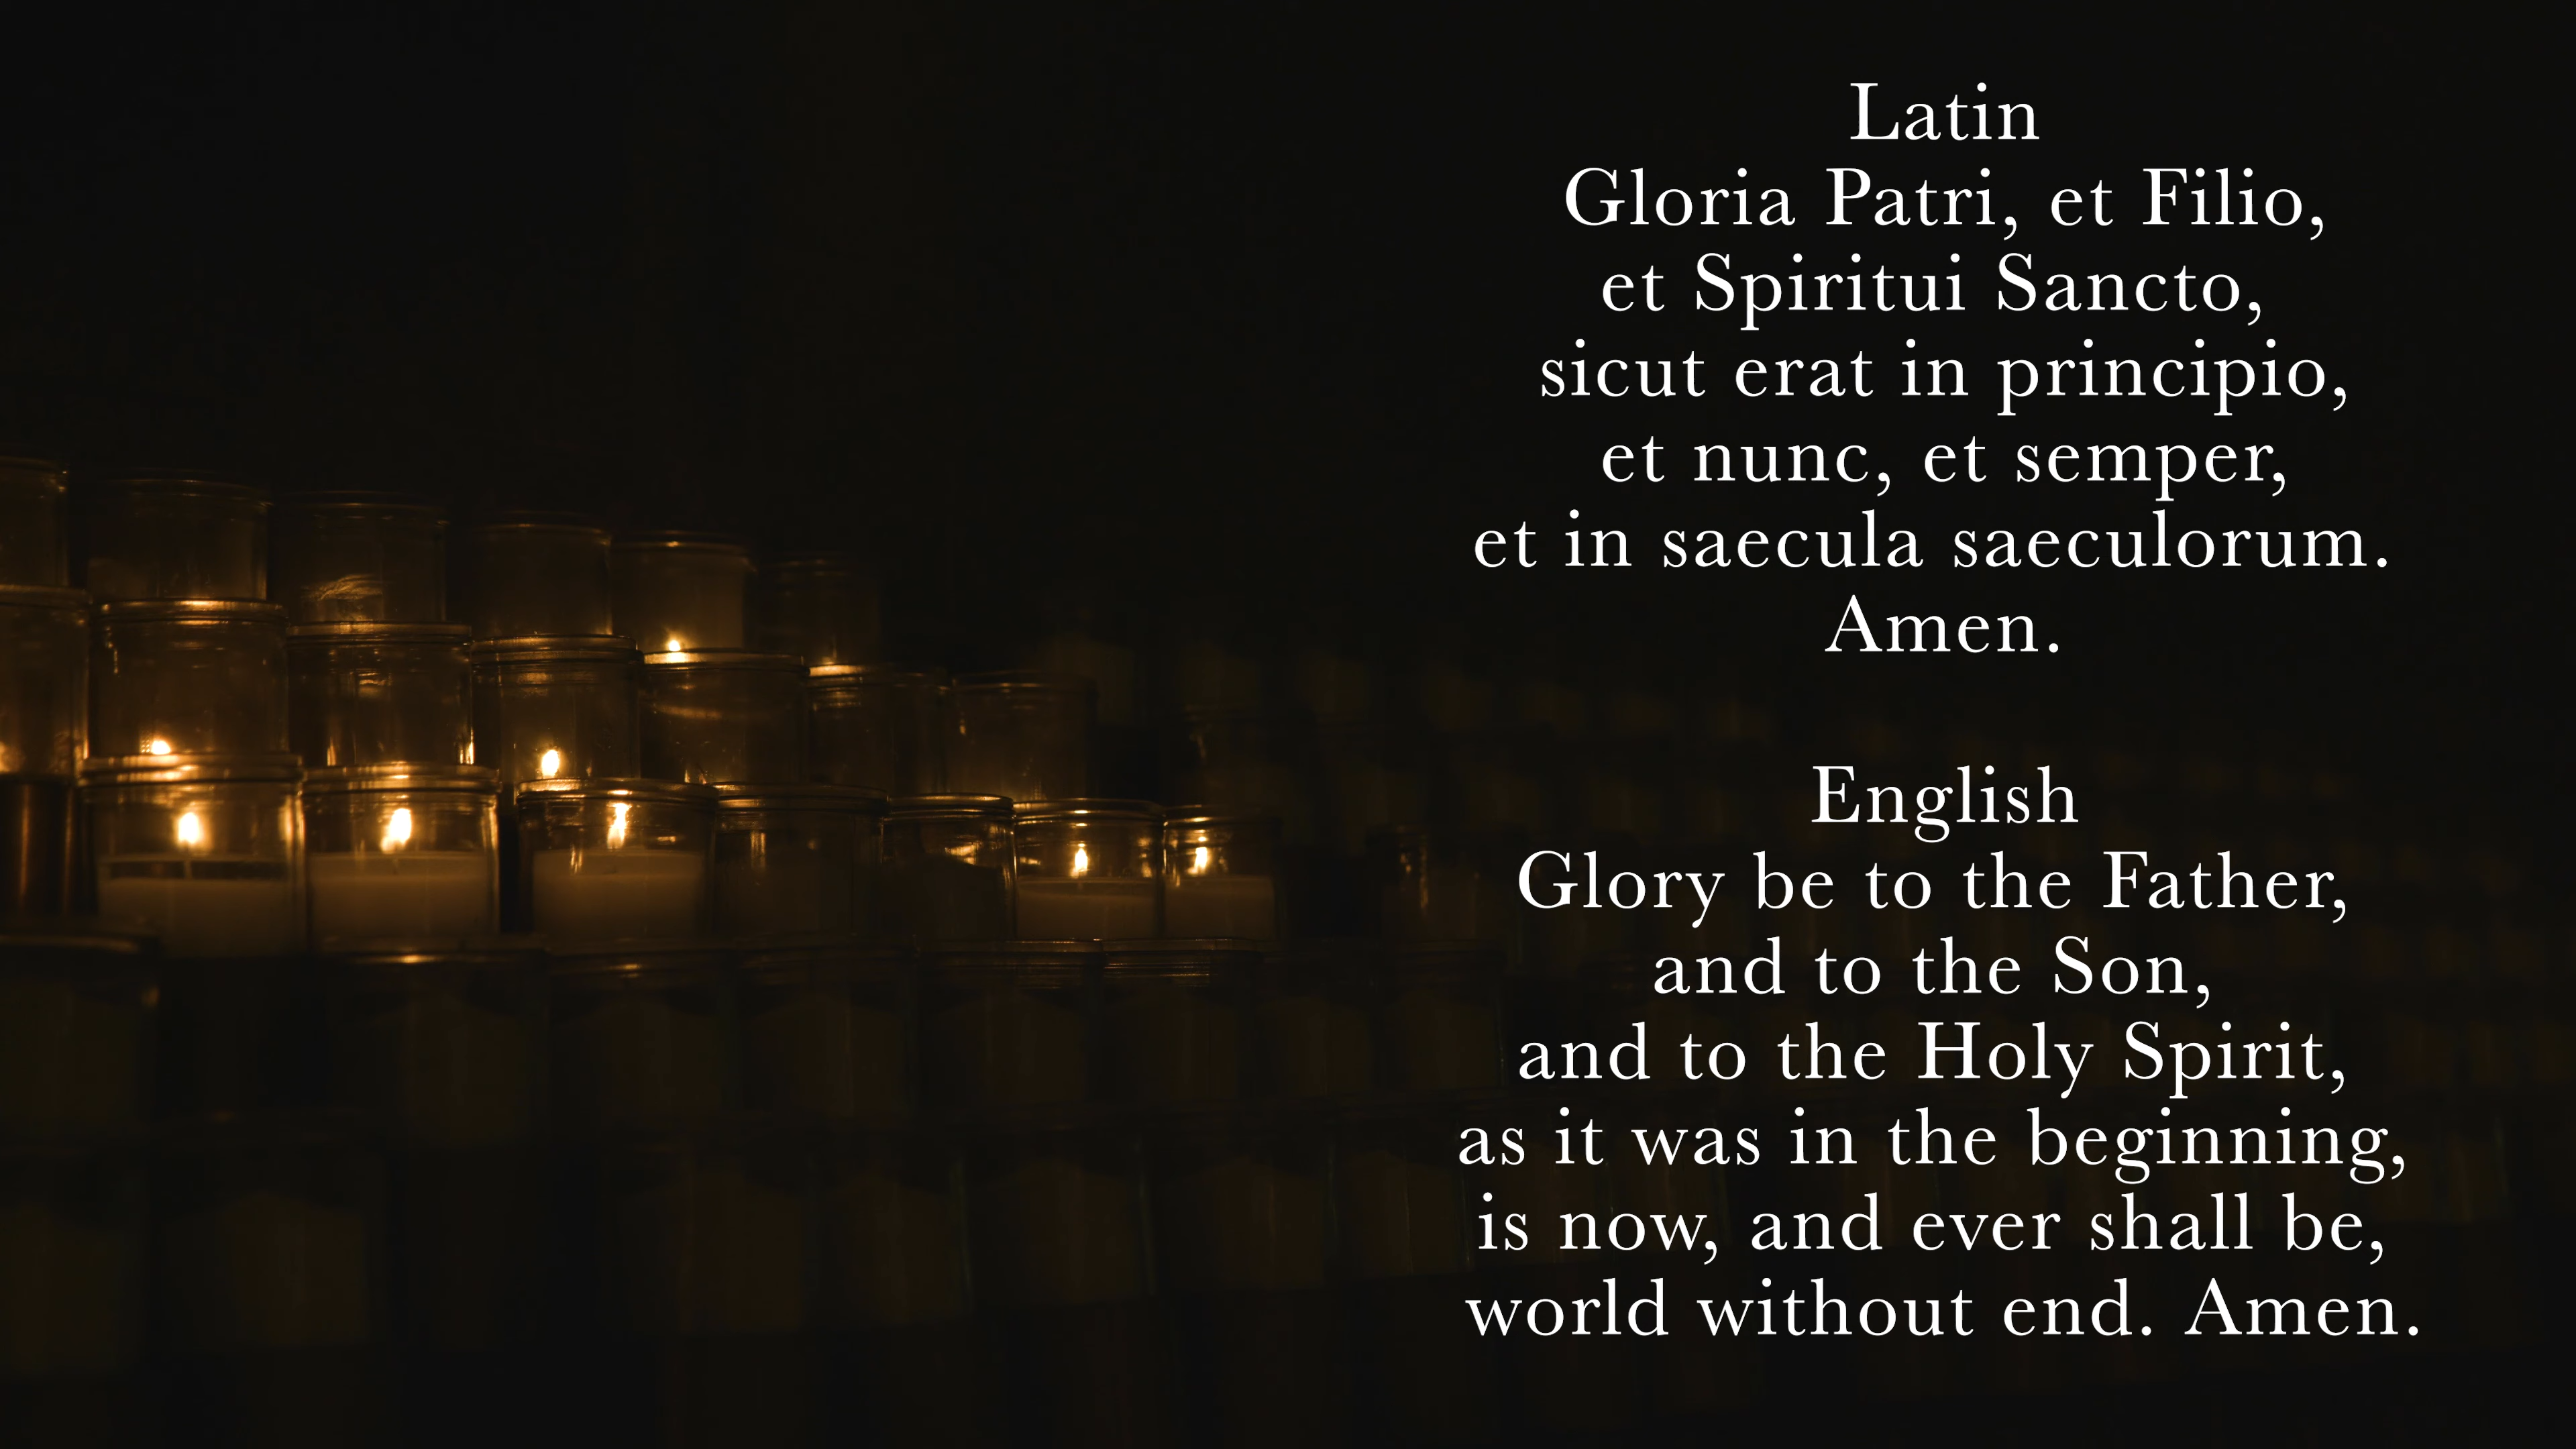 Latin
Gloria Patri, et Filio,
et Spiritui Sancto,
sicut erat in principio,
et nunc, et semper,
et in saecula saeculorum.
Amen.
English
Glory be to the Father,
and to the Son,
and to the Holy Spirit,
as it was in the beginning,
is now, and ever shall be,
world without end. Amen.